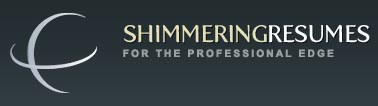 SHIMMERINGRESUMES
FOR THE PROFESSIONAL EDGE